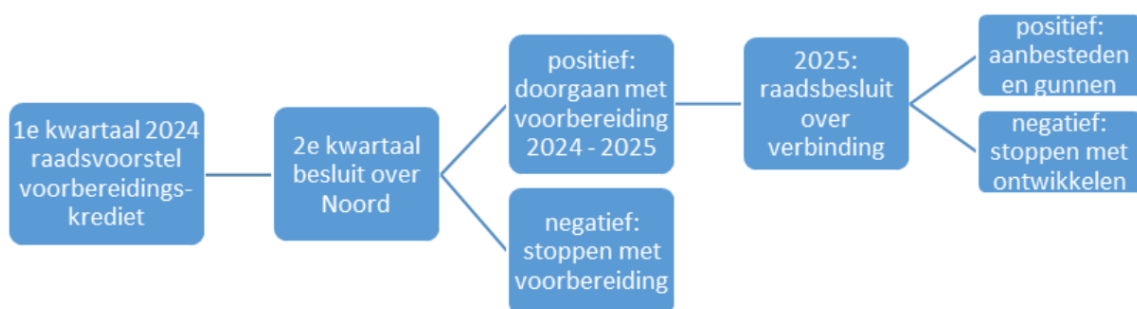 1e kwartaal 2024
raadsvoorstel
voorbereidings-
krediet
2e kwartaal
besluit over
Noord
positief:
doorgaan met
voorbereiding
2024 - 2025
negatief:
stoppen met
voorbereiding
2025:
raadsbesluit
over
verbinding
positief:
aanbesteden
en gunnen
negatief:
stoppen met
ontwikkelen